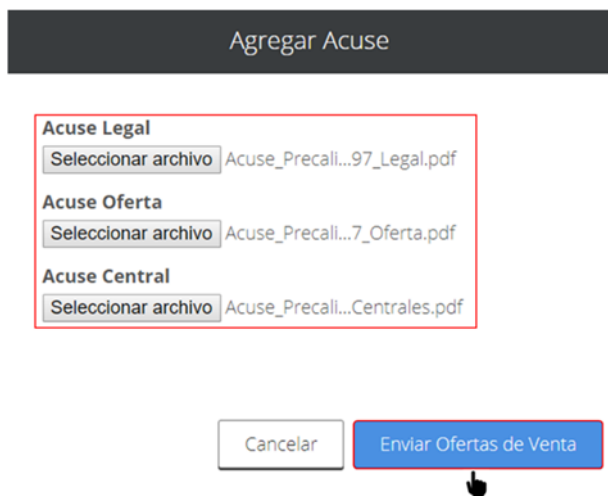 Agregar Acuse
Acuse Legal
Seleccionar archivo Acuse_Precali...97_Legal.pdf
Acuse Oferta
Seleccionar archivo Acuse_Precali...7_Oferta.pdf
Acuse Central
Seleccionar archivo Acuse_Precali...Centrales.pdf
Cancelar Enviar Ofertas de Venta